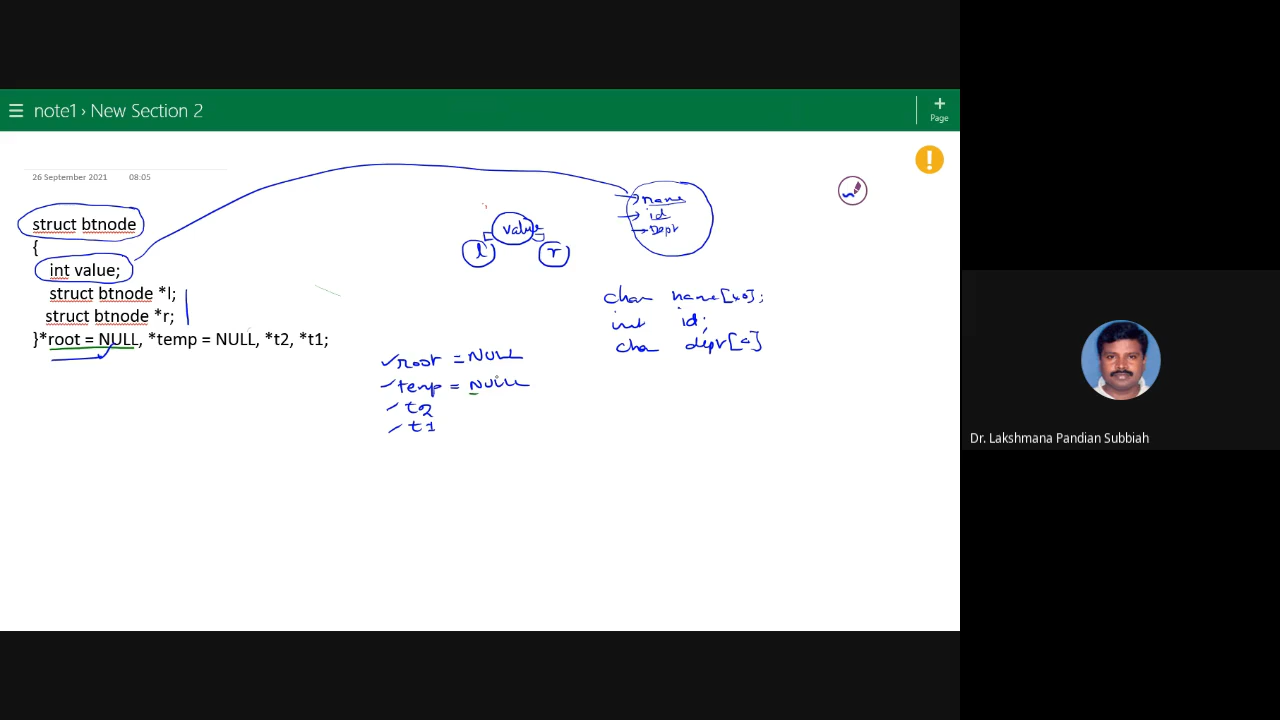 note1 › New Section 2
+
Page
26 September 2021 08:05
struct btnode
{
int value;
struct btnode *l;
struct btnode *r;
}*root = NULL, *temp = NULL, *t2, *t1;
value
l r
name
id
Dept
char name[40];
int id;
char dept[]
root = NULL
temp = NULL
t2
t1
Dr. Lakshmana Pandian Subbiah